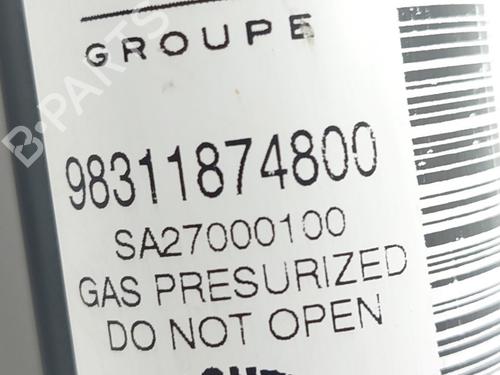 GROUPE
B-PARTS
98311874800
SA27000100
GAS PRESURIZED
DO NOT OPEN